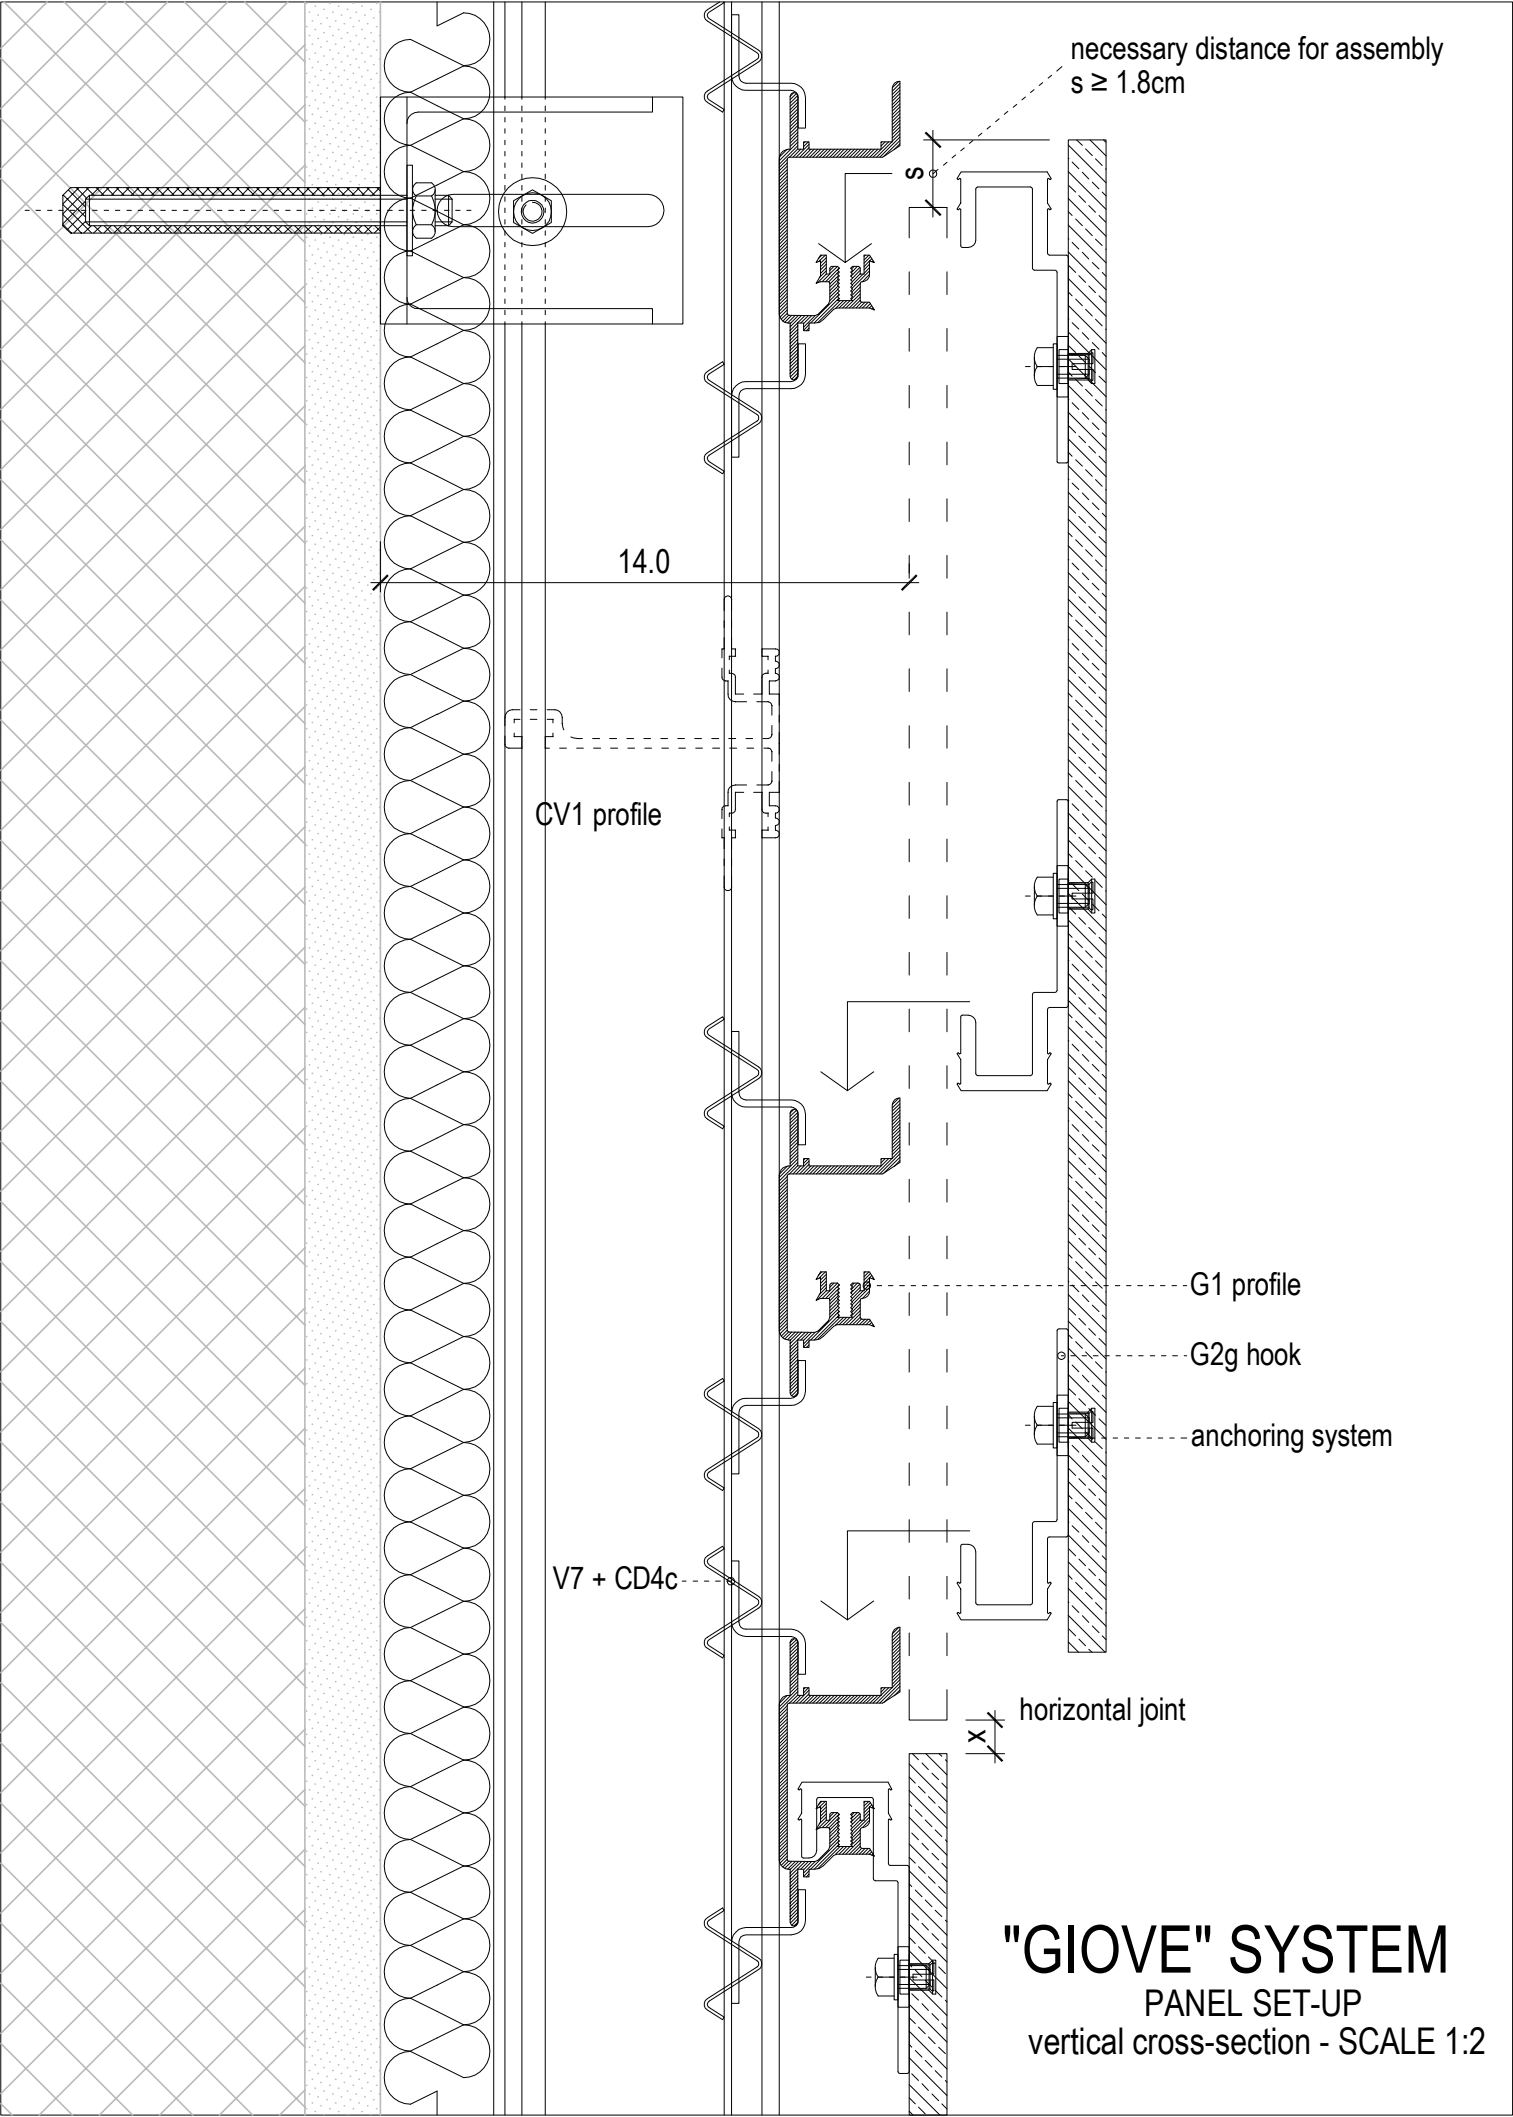 necessary distance for assembly
s ≥ 1.8cm
s
14.0
CV1 profile
G1 profile
G2g hook
anchoring system
V7 + CD4c
horizontal joint
x
"GIOVE" SYSTEM
PANEL SET-UP
vertical cross-section - SCALE 1:2